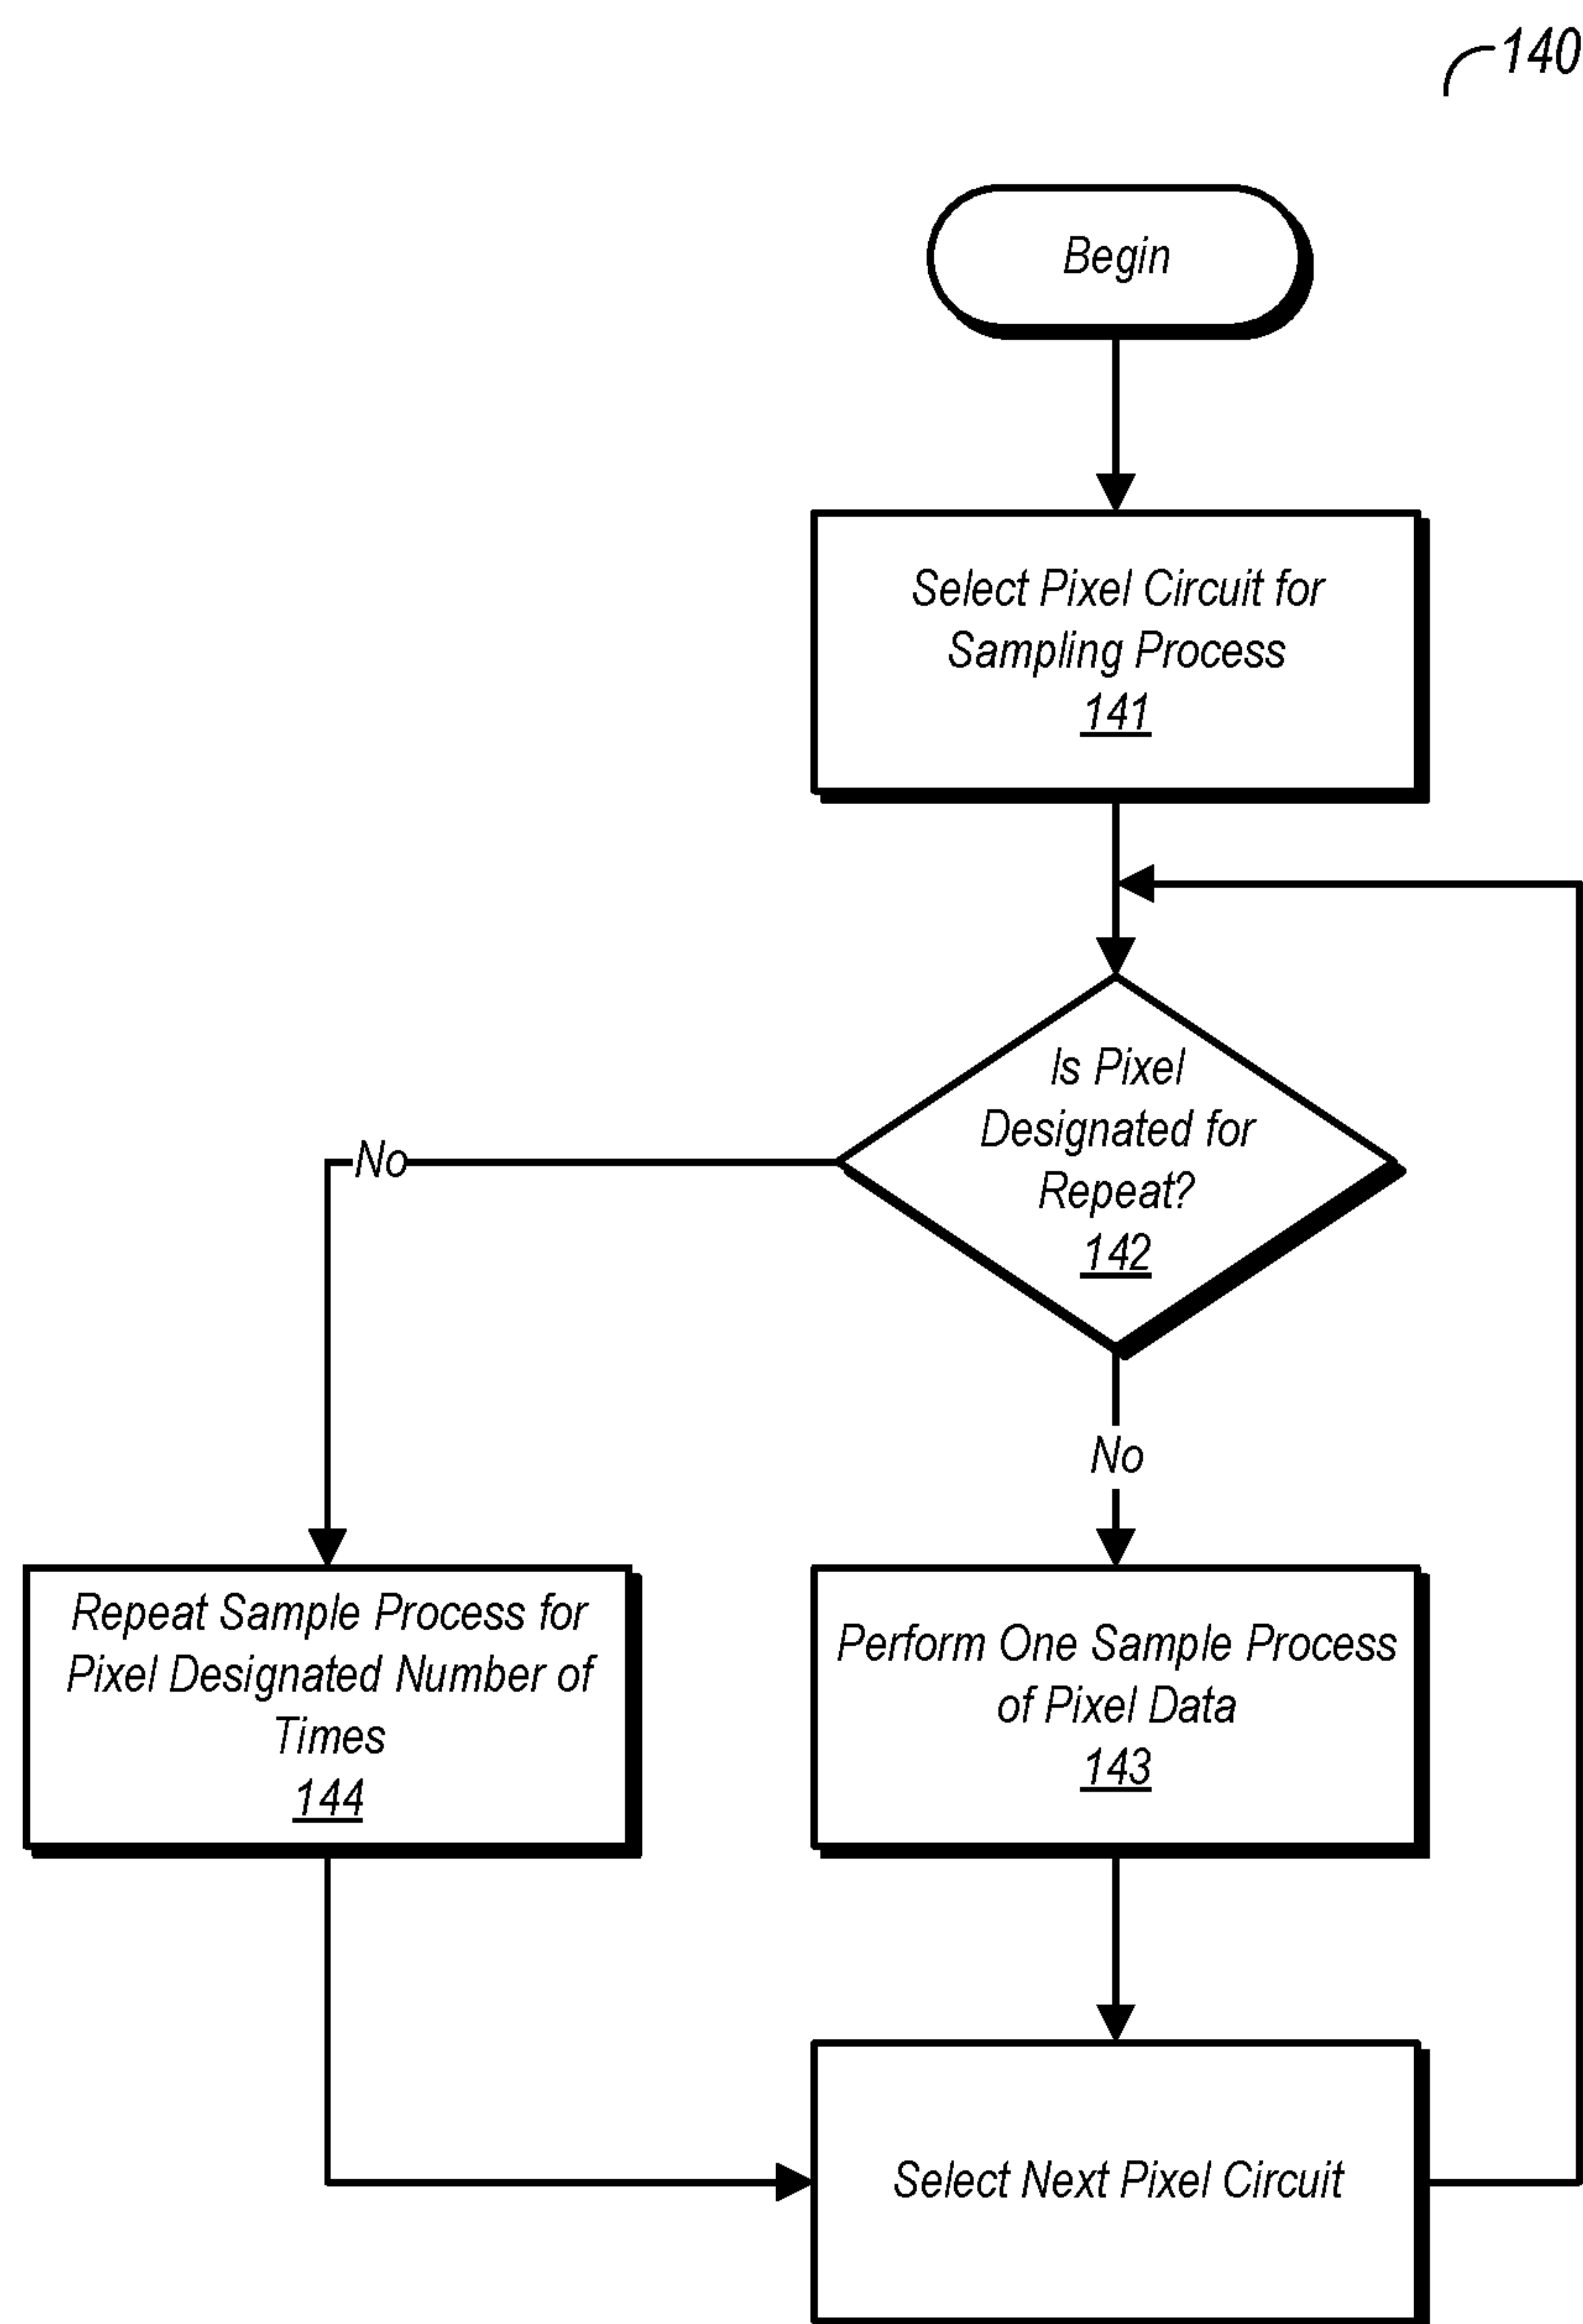 140
Begin
Select Pixel Circuit for
Sampling Process
141
Is Pixel
Designated for
Repeat?
142
No
No
Repeat Sample Process for
Pixel Designated Number of
Times
144
Perform One Sample Process
of Pixel Data
143
Select Next Pixel Circuit